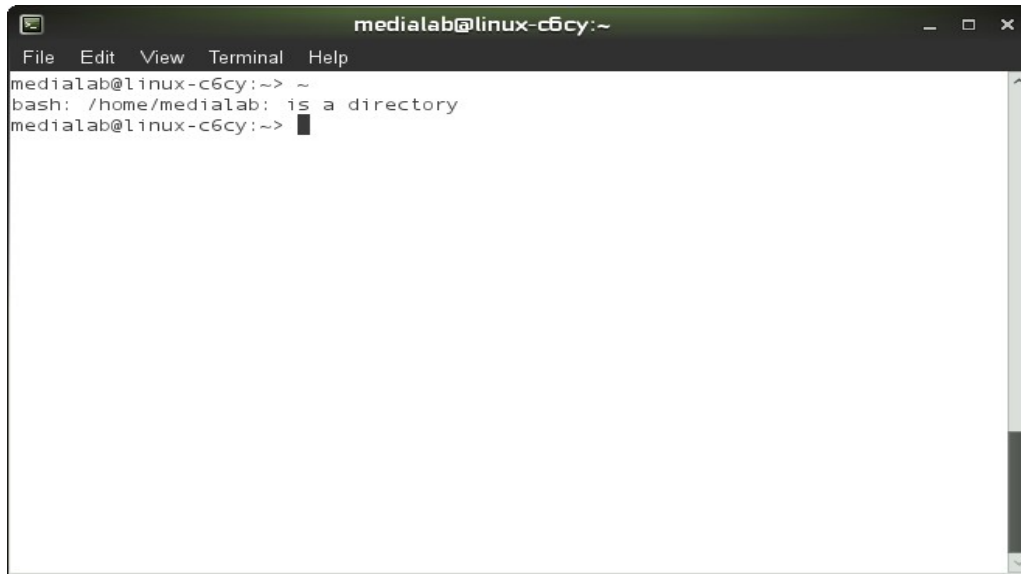 medialab@linux-c6cy:~
File Edit View Terminal Help
medialab@linux-c6cy:~> ~
bash: /home/medialab: is a directory
medialab@linux-c6cy:~>